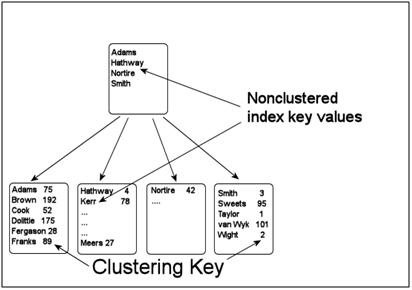 Adams
Hathway
Nortire
Smith
Nonclustered
index key values
Adams 75
Brown 192
Cook 52
Dolittle 175
Fergason 28
Franks 89
Hathway 4
Kerr 78
...
...
...
Meers 27
Nortire 42
....
Smith 3
Sweets 95
Taylor 1
van Wyk 101
Wight 2
Clustering Key